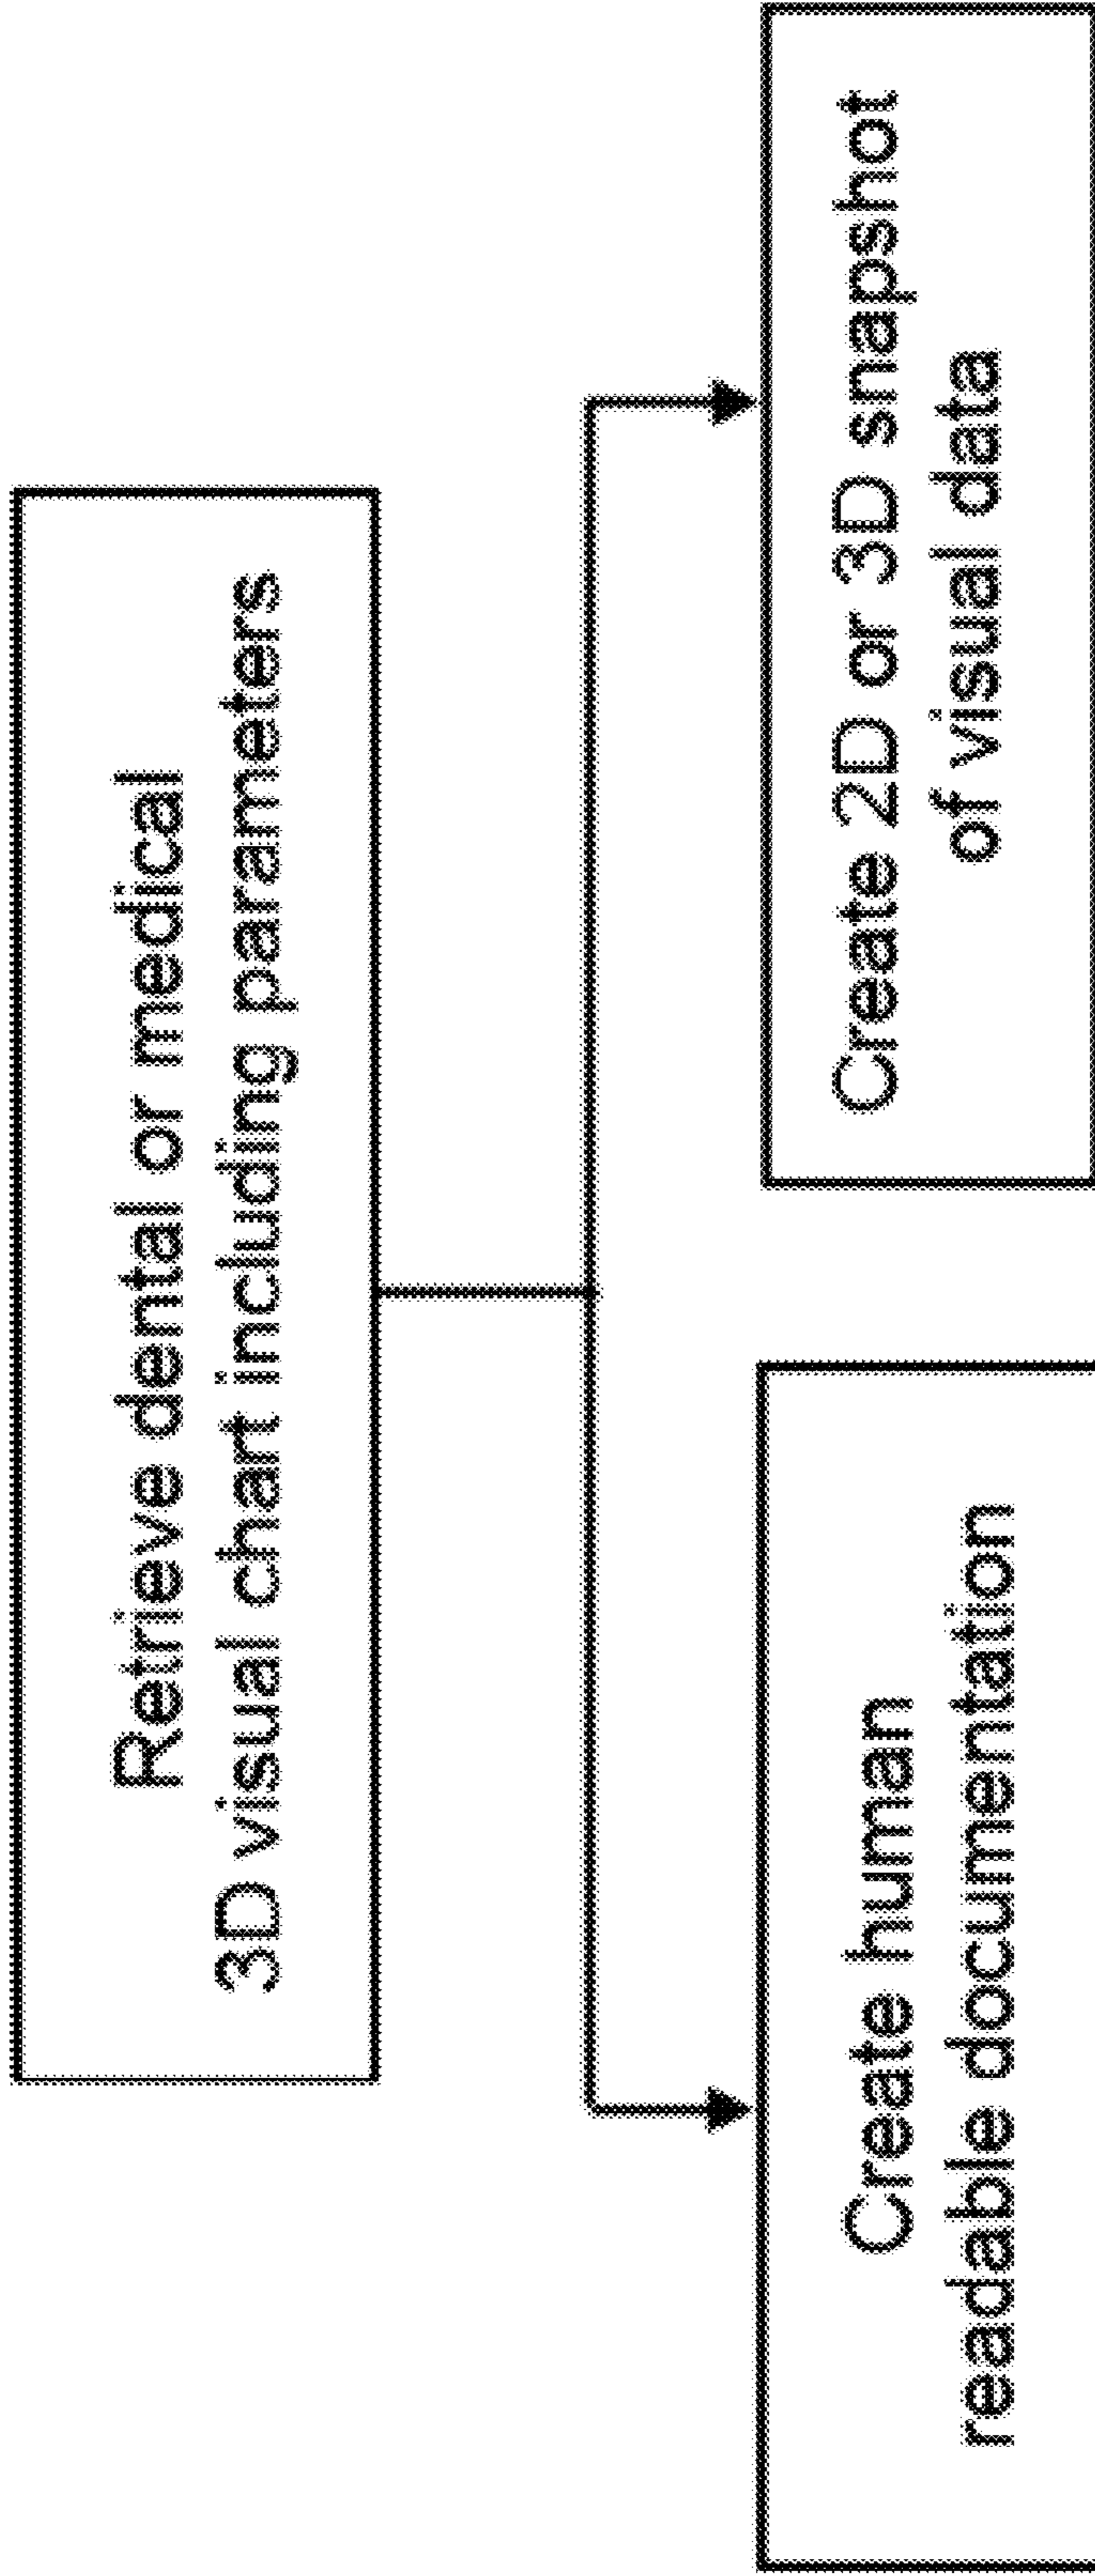 Retrieve dental or medical
3D visual chart including parameters
Create human
readable documentation
Create 2D or 3D snapshot
of visual data